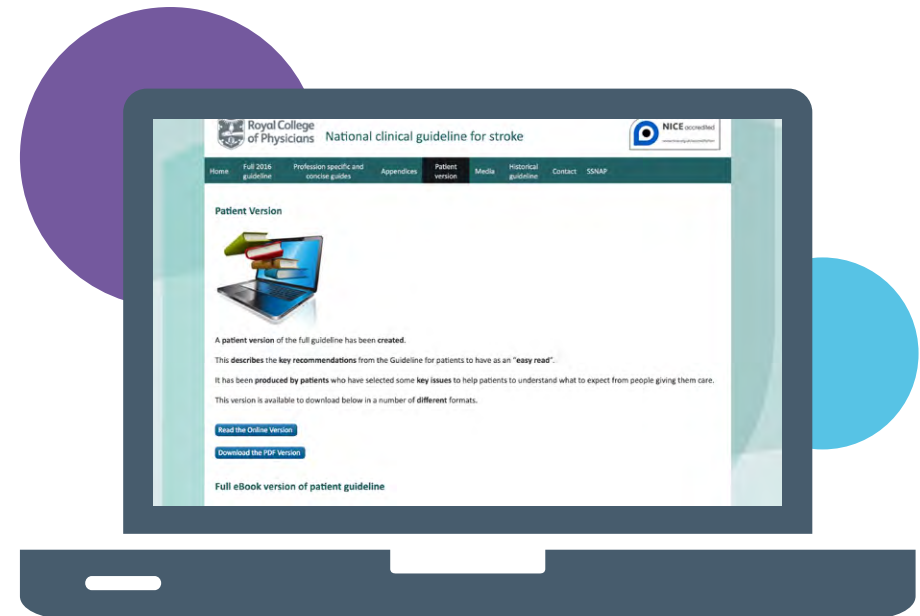 Royal College
of Physicians
National clinical guideline for stroke
NICE accredited
Home
Full 2016
guideline
Profession specific and
concise guides
Appendices
Patient
version
Media
Historical
guideline
Contact
SSNAP
Patient Version
A patient version of the full guideline has been created.
This describes the key recommendations from the Guideline for patients to have as an "easy read".
It has been produced by patients who have selected some key issues to help patients to understand what to expect from people giving them care.
This version is available to download below in a number of different formats.
Read the Online Version
Download the PDF Version
Full eBook version of patient guideline